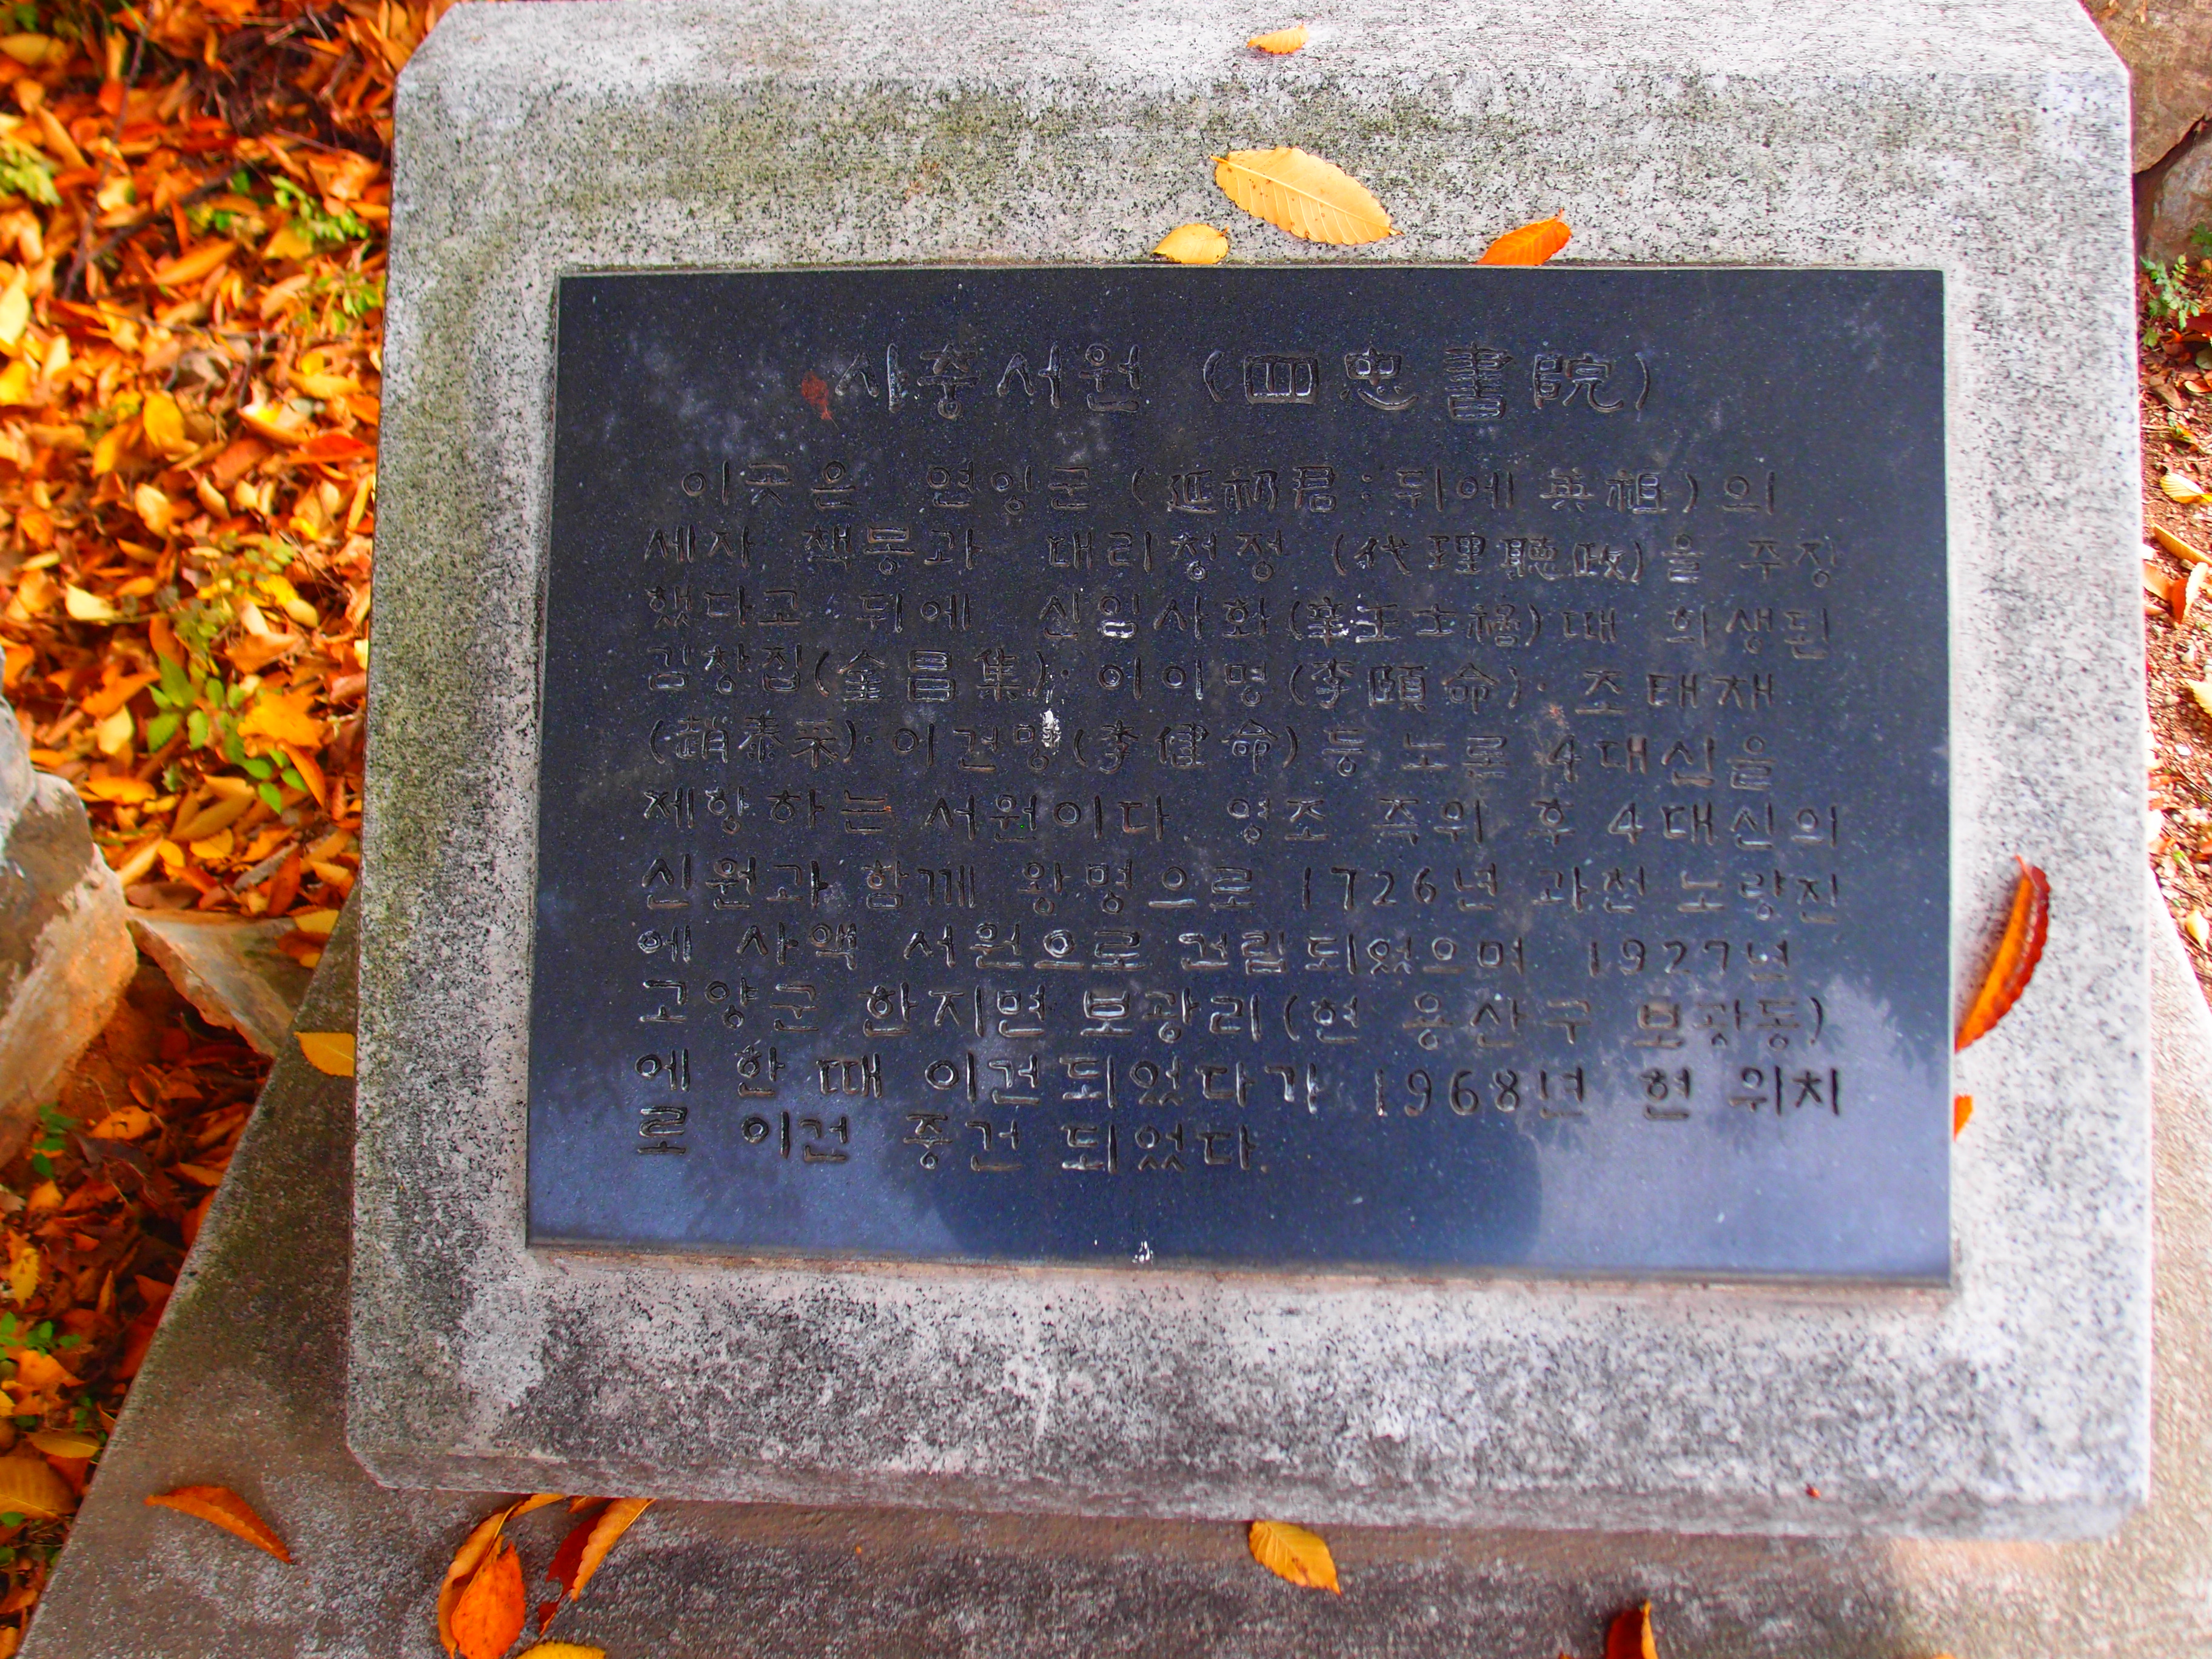 사충서원 (四忠書院)
이곳은 연잉군 (延礽君:뒤에 英祖)의
세자 책봉과 대리청정 (代理聽政)을 주장
했다고 뒤에 신임사화(辛壬士禍)때 희생된
김창집(金昌集)·이이명(李頤命)·조태채
(趙泰采)·이건명(李健命)등 노론 4대신을
제향하는 서원이다. 영조 즉위 후 4대신의
신원과 함께 왕명으로 1726년 과천 노량진
에 사액 서원으로 건립되었으며 1927년
고양군 한지면 보광리(현 용산구 보광동)
에 한 때 이건되었다가 1968년 현 위치
로 이건 중건 되었다.